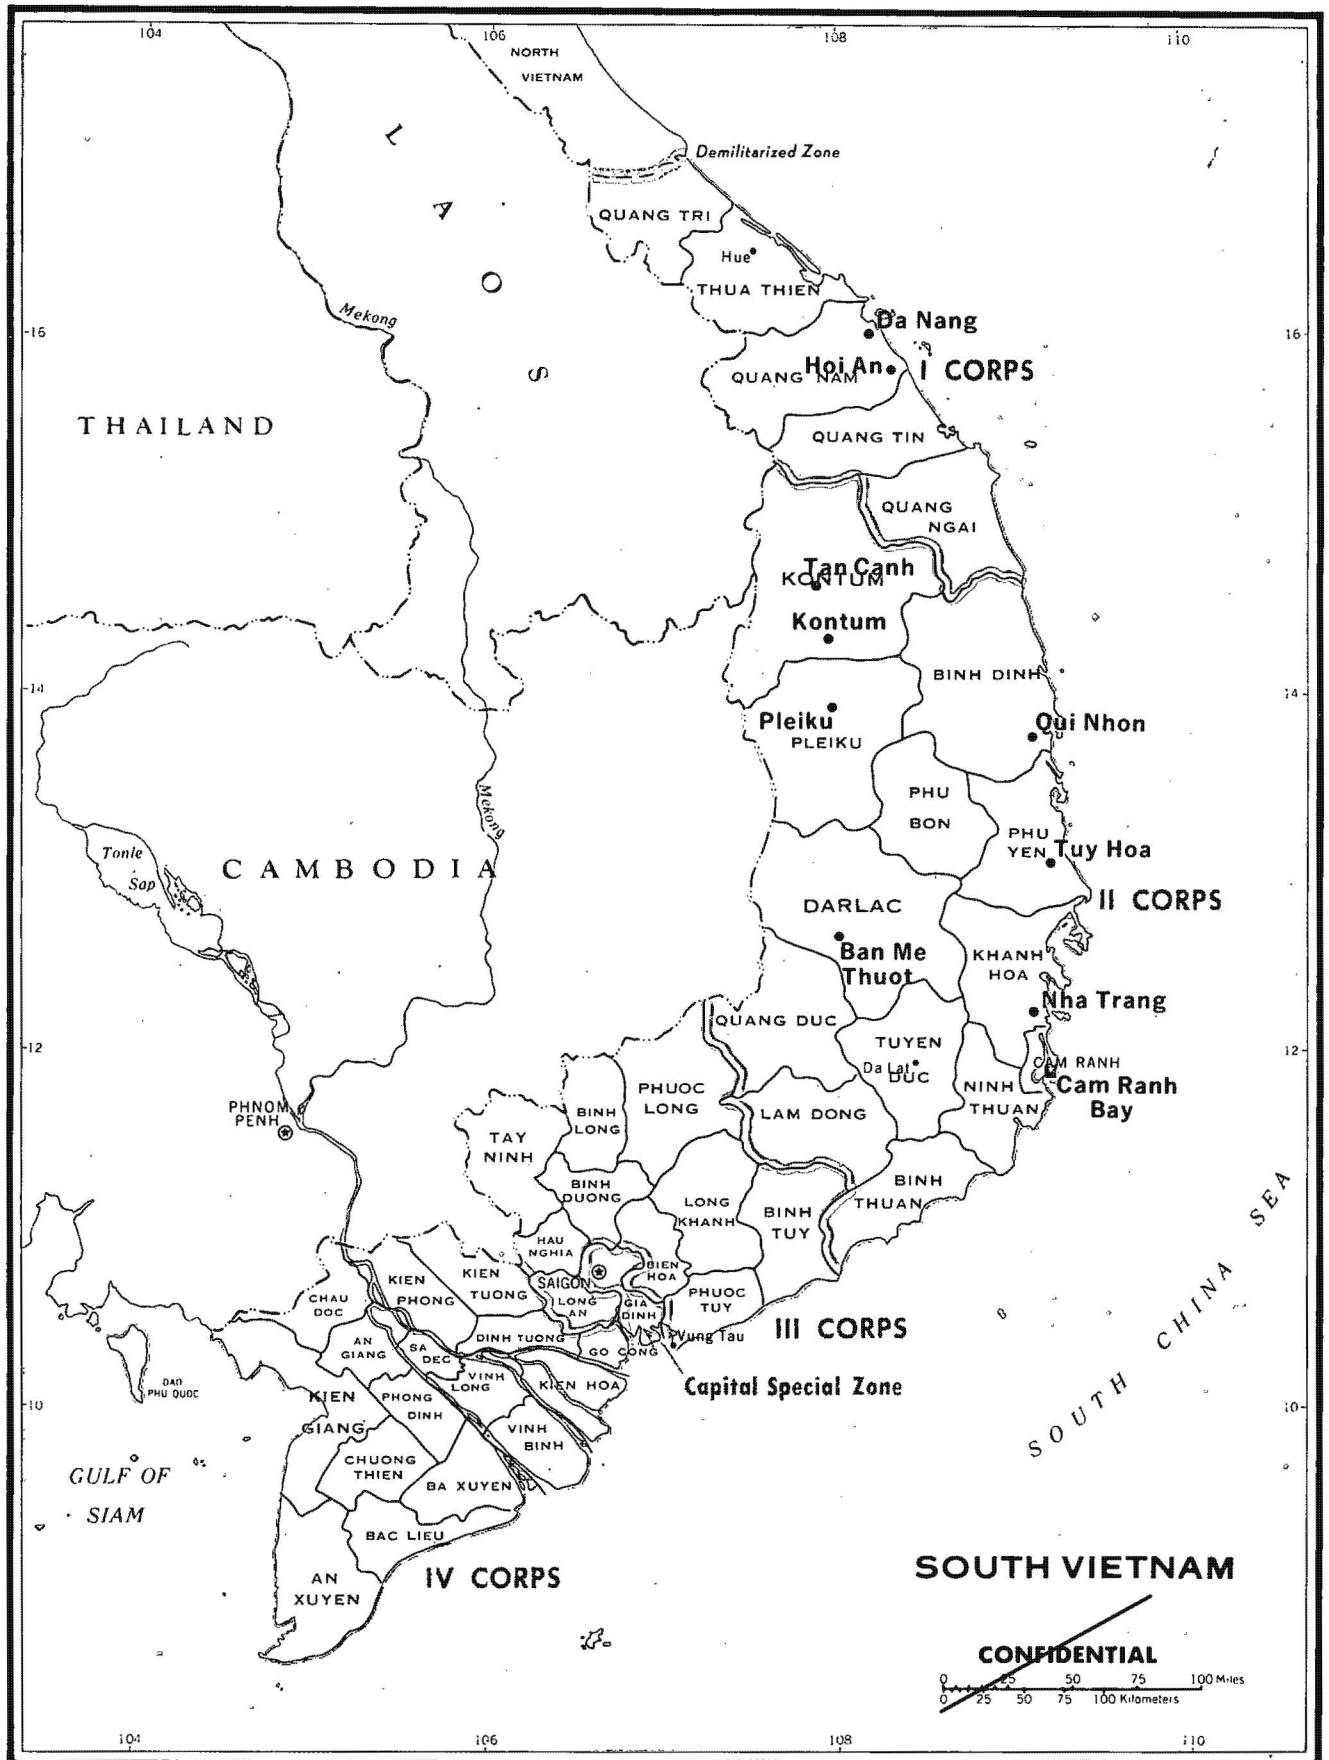 104 106 108 110
NORTH
VIETNAM
Demilitarized Zone
LAOS
QUANG TRI
Hue
THUA THIEN
Mekong
16 16
Da Nang
Hoi An
I CORPS
QUANG NAM
THAILAND
QUANG TIN
QUANG
NGAI
Tan Canh
KONTUM
Kontum
BINH DINH
14 14
Pleiku
PLEIKU
Qui Nhon
Mekong
PHU
BON
PHU
YEN
Tuy Hoa
Tonle
Sap
CAMBODIA
DARLAC
II CORPS
Ban Me
Thuot
KHANH
HOA
Nha Trang
QUANG DUC
12 12
TUYEN
DUC
Da Lat
CAM RANH
Cam Ranh
Bay
NINH
THUAN
PHUOC
LONG
LAM DONG
BINH
LONG
PHNOM
PENH
TAY
NINH
BINH
DUONG
LONG
KHANH
BINH
TUY
BINH
THUAN
HAU
NGHIA
BIEN
HOA
SAIGON
KIEN
PHONG
KIEN
TUONG
CHAU
DOC
LONG
AN
GIA
DINH
PHUOC
TUY
Vung Tau
III CORPS
AN
GIANG
SA
DEC
DINH TUONG
GO CONG
Capital Special Zone
SOUTH CHINA SEA
DAO
PHU QUOC
KIEN
GIANG
PHONG
DINH
VINH
LONG
KIEN HOA
10 10
VINH
BINH
CHUONG
THIEN
BA XUYEN
GULF OF
SIAM
BAC LIEU
AN
XUYEN
IV CORPS
SOUTH VIETNAM
CONFIDENTIAL
0 25 50 75 100 Miles
0 25 50 75 100 Kilometers
104 106 108 110